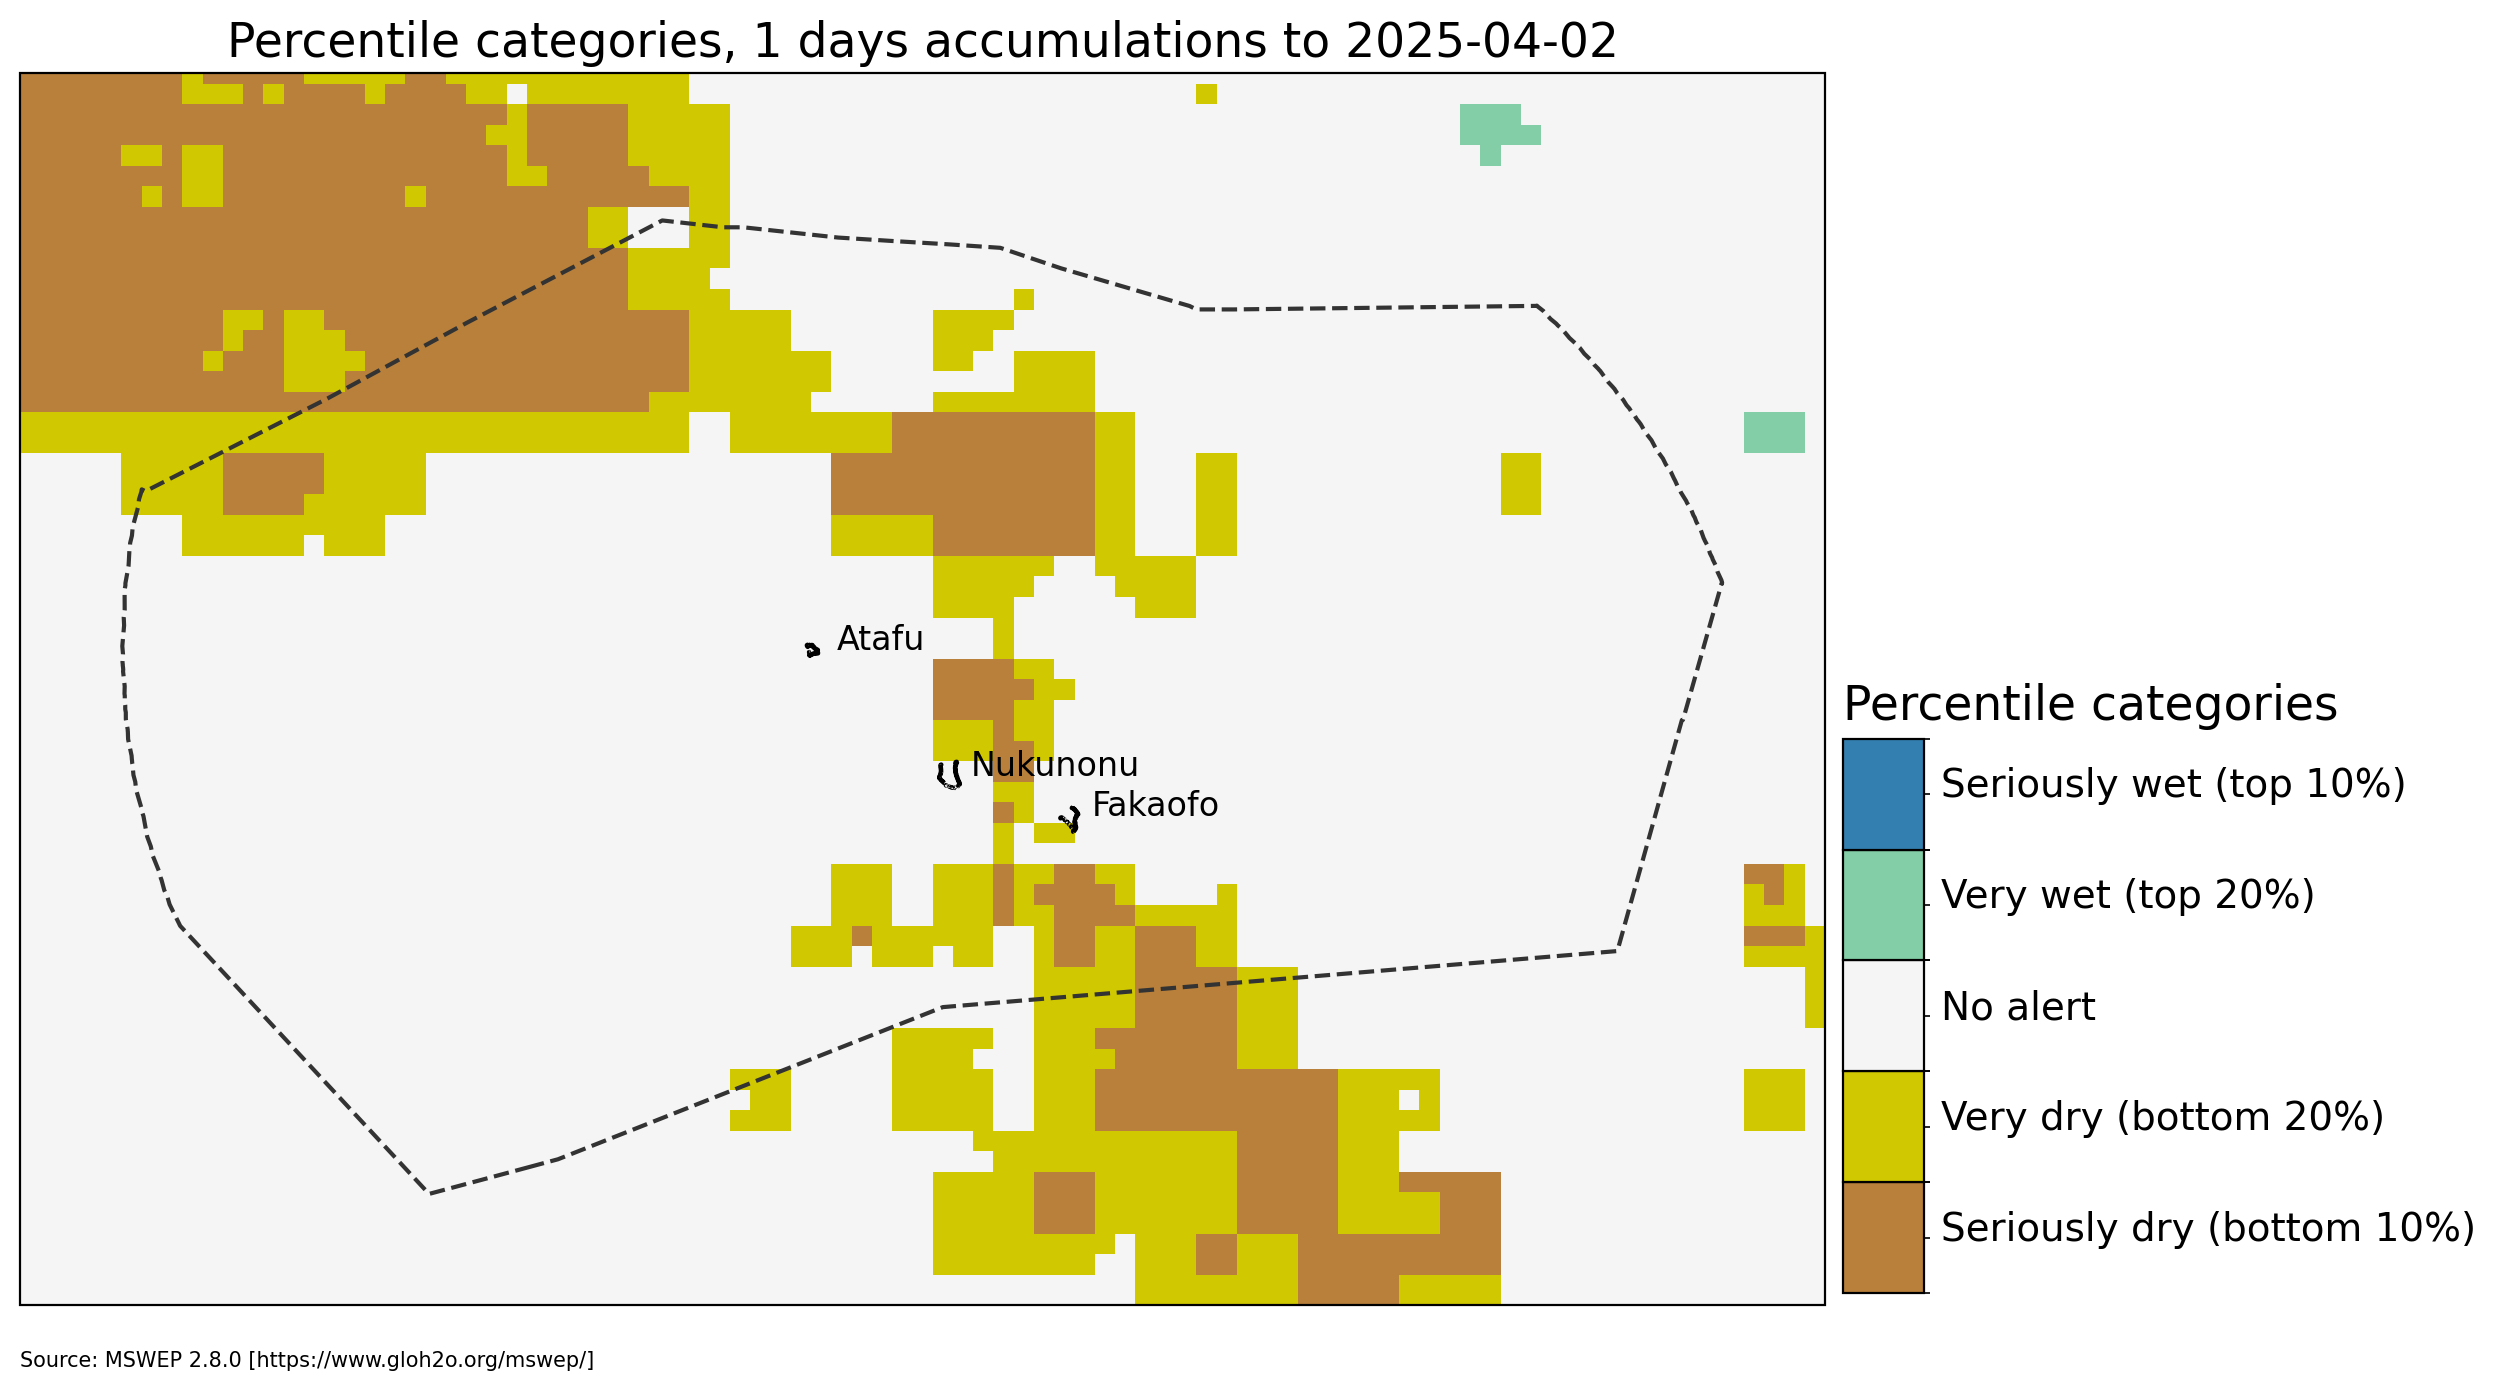 Percentile categories, 1 days accumulations to 2025-04-02
Atafu
Nukunonu
Fakaofo
Percentile categories
Seriously wet (top 10%)
Very wet (top 20%)
No alert
Very dry (bottom 20%)
Seriously dry (bottom 10%)
Source: MSWEP 2.8.0 [https://www.gloh2o.org/mswep/]